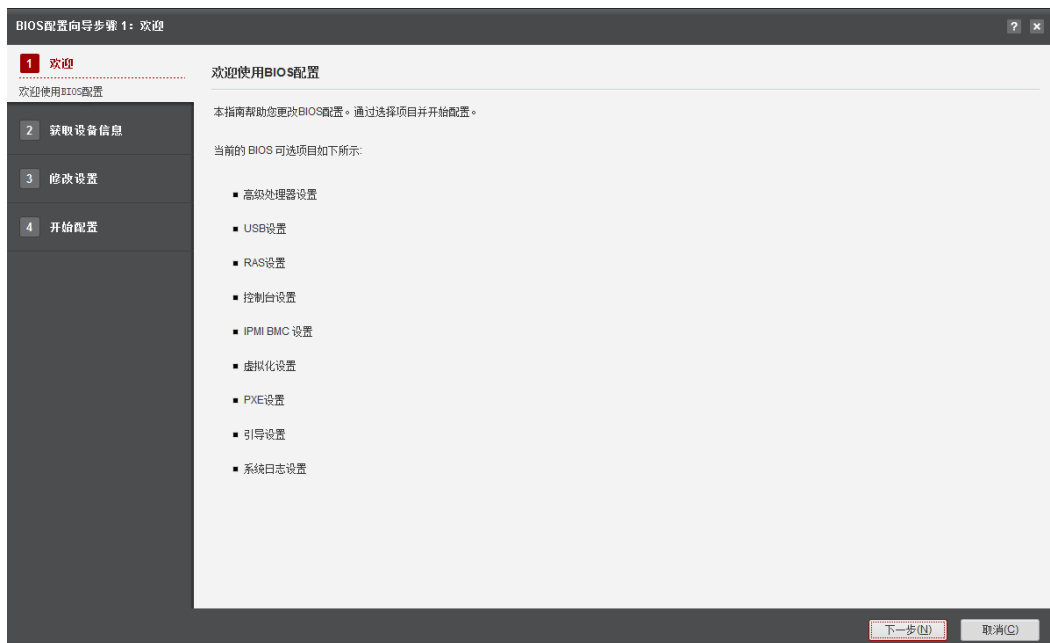 BIOS配置向导步骤 1: 欢迎
? ×
1 欢迎
欢迎使用BIOS配置
2 获取设备信息
3 修改设置
4 开始配置
欢迎使用BIOS配置
本指南帮助您更改BIOS配置。通过选择项目并开始配置。
当前的 BIOS 可选项目如下所示:
■ 高级处理器设置
■ USB设置
■ RAS设置
■ 控制台设置
■ IPMI BMC 设置
■ 虚拟化设置
■ PXE设置
■ 引导设置
■ 系统日志设置
下一步(N) 取消(C)